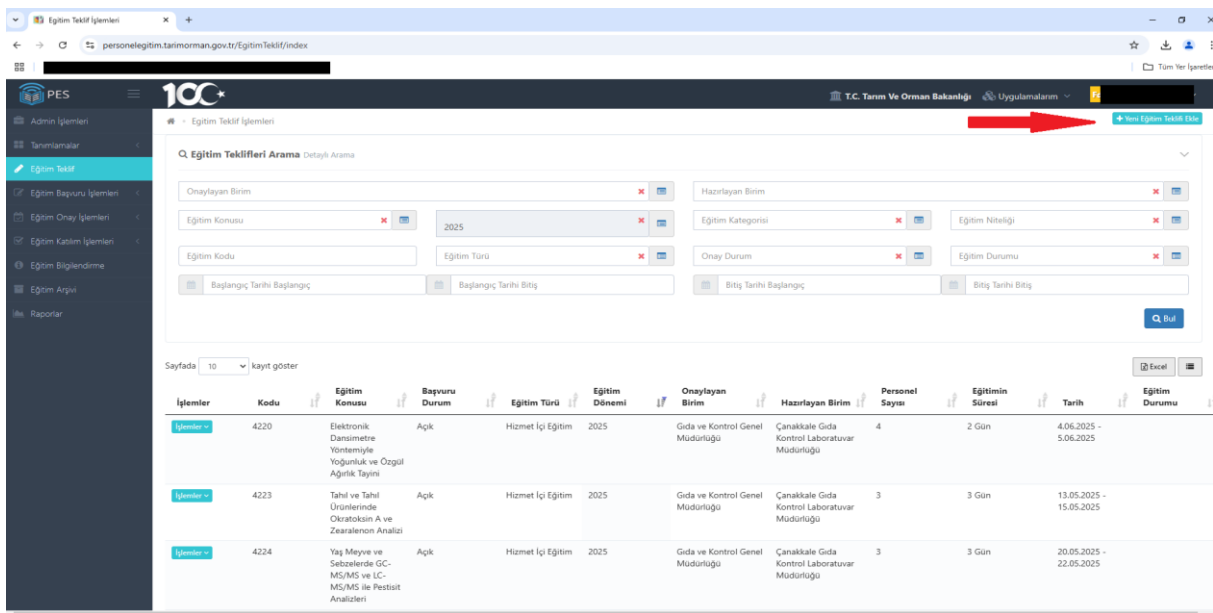 Eğitim Teklif İşlemleri
personelegitim.tarimorman.gov.tr/EgitimTeklif/index
Tüm Yer İşaretler
PES
100
T.C. Tarım Ve Orman Bakanlığı
Uygulamalarım
Admin İşlemleri
Tanımlamalar
Eğitim Teklif
Eğitim Başvuru İşlemleri
Eğitim Onay İşlemleri
Eğitim Katılım İşlemleri
Eğitim Bilgilendirme
Eğitim Arşivi
Raporlar
Egitim Teklif İşlemleri
Yeni Eğitim Teklifi Ekle
Eğitim Teklifleri Arama Detaylı Arama
Onaylayan Birim
Hazırlayan Birim
Eğitim Konusu
2025
Eğitim Kategorisi
Eğitim Niteliği
Eğitim Kodu
Eğitim Türü
Onay Durum
Eğitim Durumu
Başlangıç Tarihi Başlangıç
Başlangıç Tarihi Bitiş
Bitiş Tarihi Başlangıç
Bitiş Tarihi Bitiş
Bul
Sayfada 10 kayıt göster
Excel
İşlemler
Kodu
Eğitim
Konusu
Başvuru
Durum
Eğitim Türü
Eğitim
Dönemi
Onaylayan
Birim
Hazırlayan Birim
Personel
Sayısı
Eğitimin
Süresi
Tarih
Eğitim
Durumu
İşlemler
4220
Elektronik
Dansimetre
Yöntemiyle
Yoğunluk ve Özgül
Ağırlık Tayini
Açık
Hizmet İçi Eğitim
2025
Gıda ve Kontrol Genel
Müdürlüğü
Çanakkale Gıda
Kontrol Laboratuvar
Müdürlüğü
4
2 Gün
4.06.2025 -
5.06.2025
İşlemler
4223
Tahıl ve Tahıl
Ürünlerinde
Okratoksin A ve
Zearalenon Analizi
Açık
Hizmet İçi Eğitim
2025
Gıda ve Kontrol Genel
Müdürlüğü
Çanakkale Gıda
Kontrol Laboratuvar
Müdürlüğü
3
3 Gün
13.05.2025 -
15.05.2025
İşlemler
4224
Yaş Meyve ve
Sebzelerde GC-
MS/MS ve LC-
MS/MS ile Pestisit
Analizleri
Açık
Hizmet İçi Eğitim
2025
Gıda ve Kontrol Genel
Müdürlüğü
Çanakkale Gıda
Kontrol Laboratuvar
Müdürlüğü
3
3 Gün
20.05.2025 -
22.05.2025